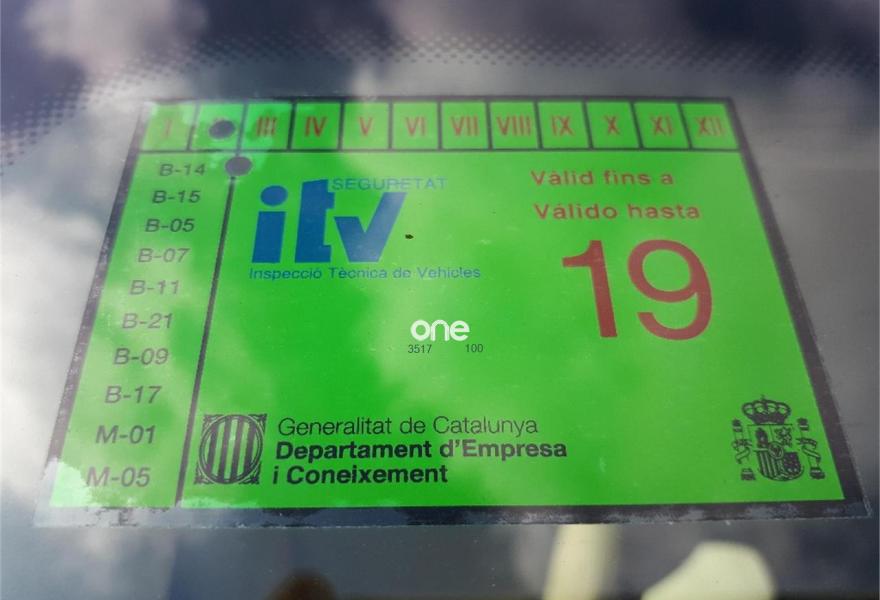 I III IV V VI VII VIII IX X XI XII
B-14
B-15
B-05
B-07
B-11
B-21
B-09
B-17
M-01
M-05
SEGURETAT
itv
Inspecció Tècnica de Vehicles
Vàlid fins a
Válido hasta
19
one
3517 100
Generalitat de Catalunya
Departament d'Empresa
i Coneixement